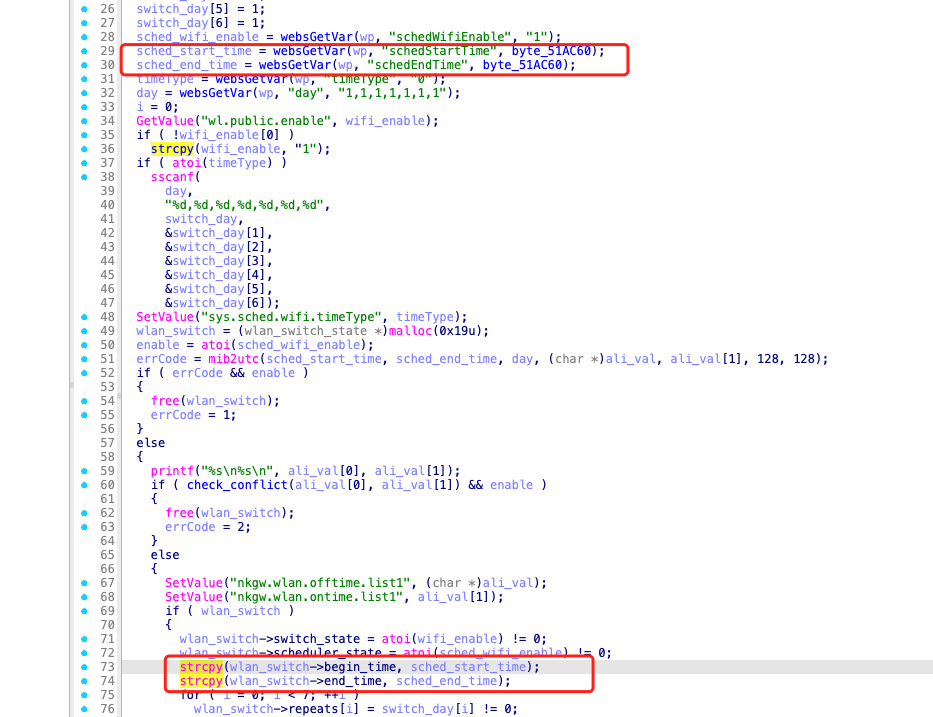 26 switch_day[5] = 1;
27 switch_day[6] = 1;
28 sched_wifi_enable = websGetVar(wp, "schedWifiEnable", "1");
29 sched_start_time = websGetVar(wp, "schedStartTime", byte_51AC60);
30 sched_end_time = websGetVar(wp, "schedEndTime", byte_51AC60);
31 timeType = websGetVar(wp, "timeType", "0");
32 day = websGetVar(wp, "day", "1,1,1,1,1,1,1");
33 i = 0;
34 GetValue("wl.public.enable", wifi_enable);
35 if ( !wifi_enable[0] )
36 strcpy(wifi_enable, "1");
37 if ( atoi(timeType) )
38 sscanf(
39 day,
40 "%d,%d,%d,%d,%d,%d,%d",
41 switch_day,
42 &switch_day[1],
43 &switch_day[2],
44 &switch_day[3],
45 &switch_day[4],
46 &switch_day[5],
47 &switch_day[6]);
48 SetValue("sys.sched.wifi.timeType", timeType);
49 wlan_switch = (wlan_switch_state *)malloc(0x19u);
50 enable = atoi(sched_wifi_enable);
51 errCode = mib2utc(sched_start_time, sched_end_time, day, (char *)ali_val, ali_val[1], 128, 128);
52 if ( errCode && enable )
53 {
54 free(wlan_switch);
55 errCode = 1;
56 }
57 else
58 {
59 printf("%s\n%s\n", ali_val[0], ali_val[1]);
60 if ( check_conflict(ali_val[0], ali_val[1]) && enable )
61 {
62 free(wlan_switch);
63 errCode = 2;
64 }
65 else
66 {
67 SetValue("nkgw.wlan.offtime.list1", (char *)ali_val);
68 SetValue("nkgw.wlan.ontime.list1", ali_val[1]);
69 if ( wlan_switch )
70 {
71 wlan_switch->switch_state = atoi(wifi_enable) != 0;
72 wlan_switch->scheduler_state = atoi(sched_wifi_enable) != 0;
73 strcpy(wlan_switch->begin_time, sched_start_time);
74 strcpy(wlan_switch->end_time, sched_end_time);
75 for ( i = 0; i < 7; ++i )
76 wlan_switch->repeats[i] = switch_day[i] != 0;